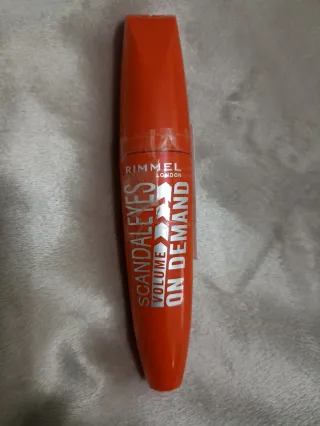 RIMMEL
LONDON
SCANDALEYES
VOLUME
ON DEMAND